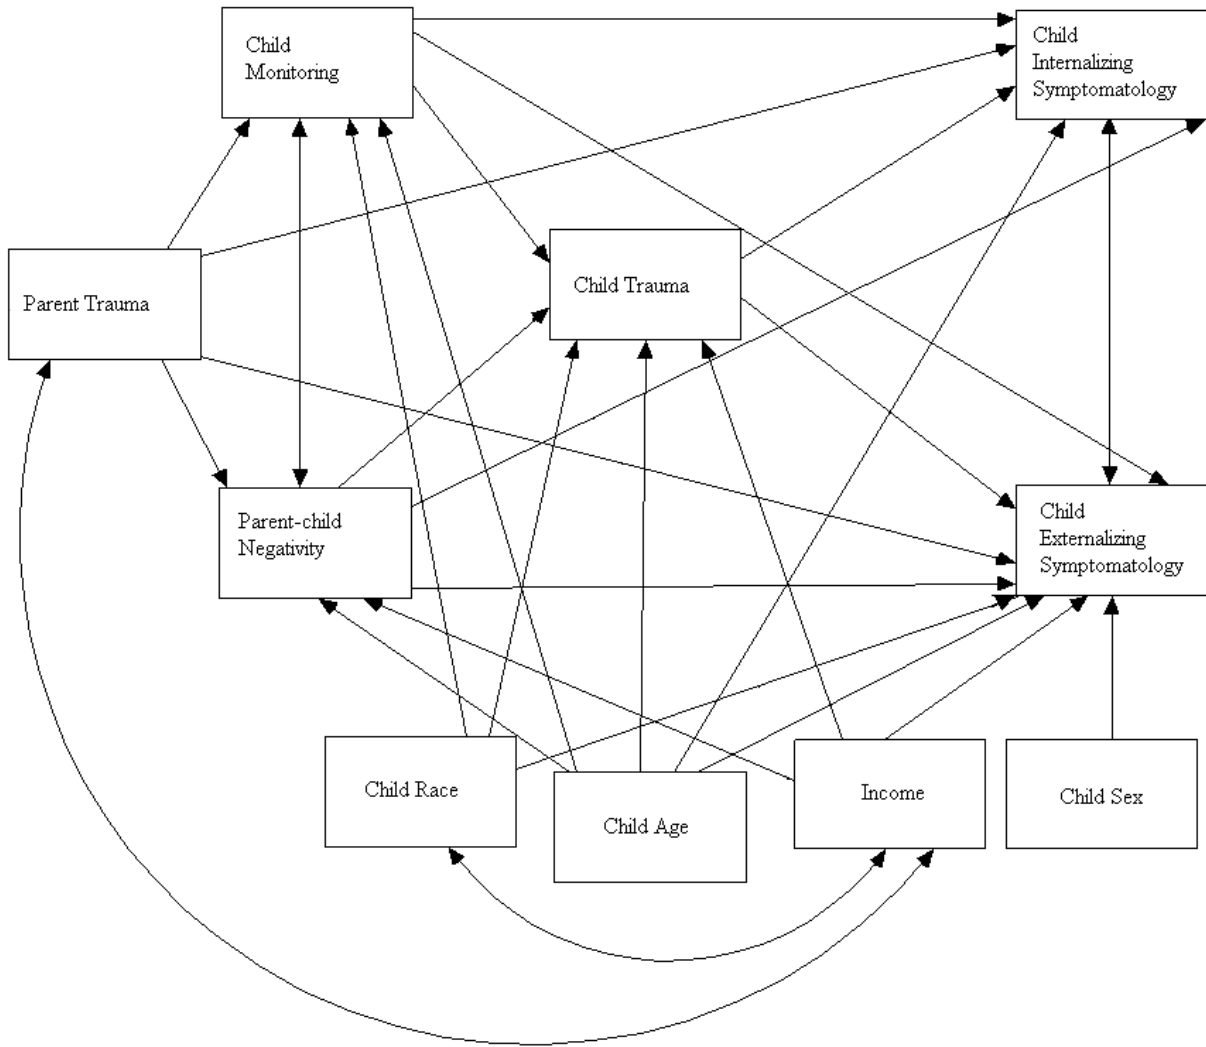 Child
Monitoring
Child
Internalizing
Symptomatology
Parent Trauma
Child Trauma
Parent-child
Negativity
Child
Externalizing
Symptomatology
Child Race
Child Age
Income
Child Sex